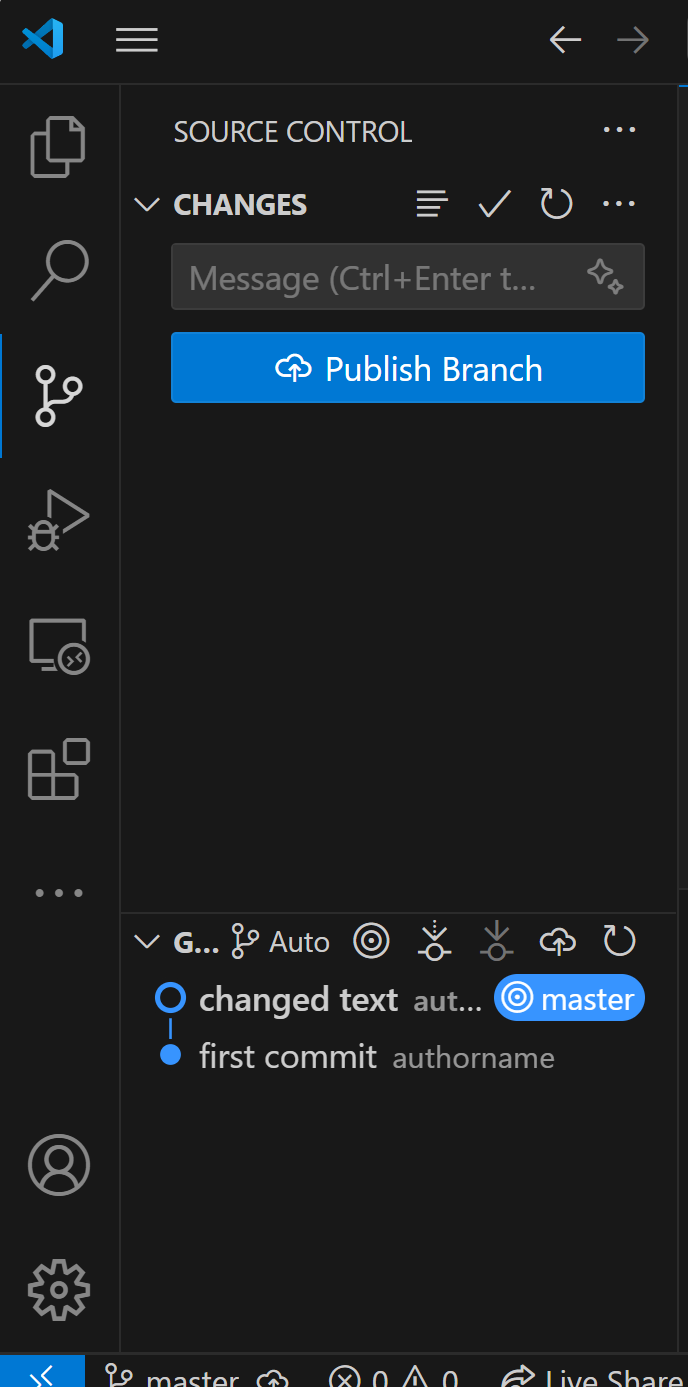 SOURCE CONTROL
CHANGES
Message (Ctrl+Enter t...
Publish Branch
G... Auto
changed text aut... master
first commit authorname
master 0 0 Live Share